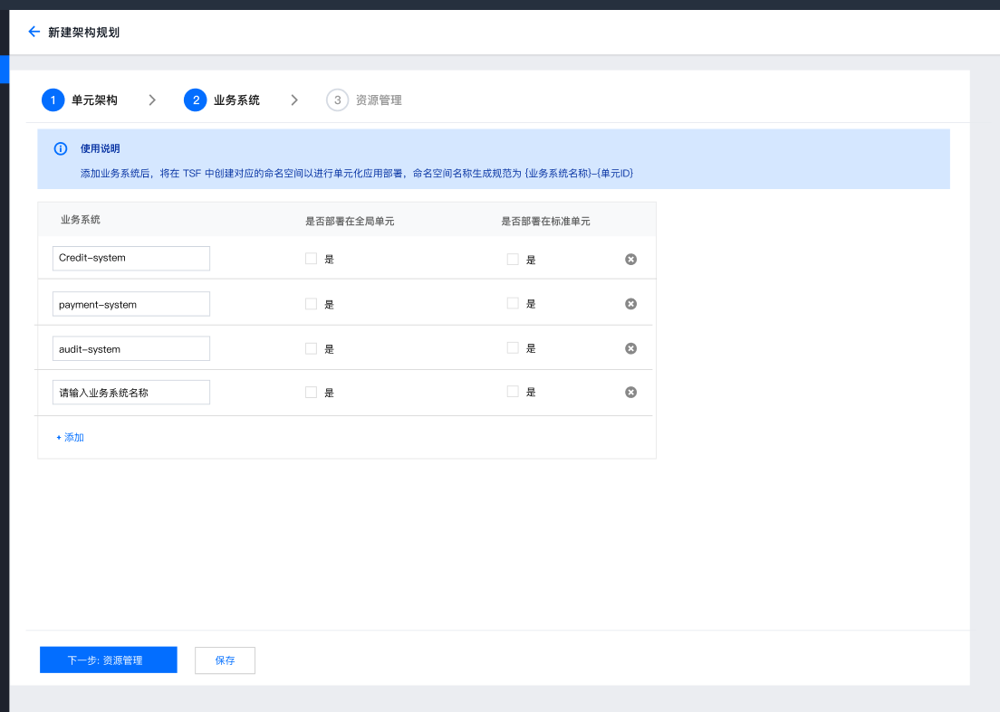 新建架构规划
1 单元架构 2 业务系统 3 资源管理
使用说明
添加业务系统后，将在 TSF 中创建对应的命名空间以进行单元化应用部署，命名空间名称生成规范为 {业务系统名称}-{单元ID}
业务系统 是否部署在全局单元 是否部署在标准单元
Credit-system 是 是
payment-system 是 是
audit-system 是 是
请输入业务系统名称 是 是
+ 添加
下一步: 资源管理 保存